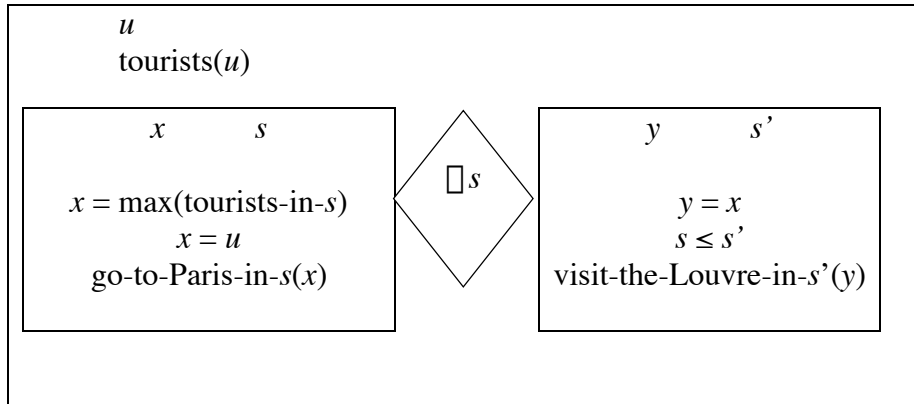 u
tourists(u)
x s
x = max(tourists-in-s)
x = u
go-to-Paris-in-s(x)
s
y s’
y = x
s ≤ s’
visit-the-Louvre-in-s’(y)